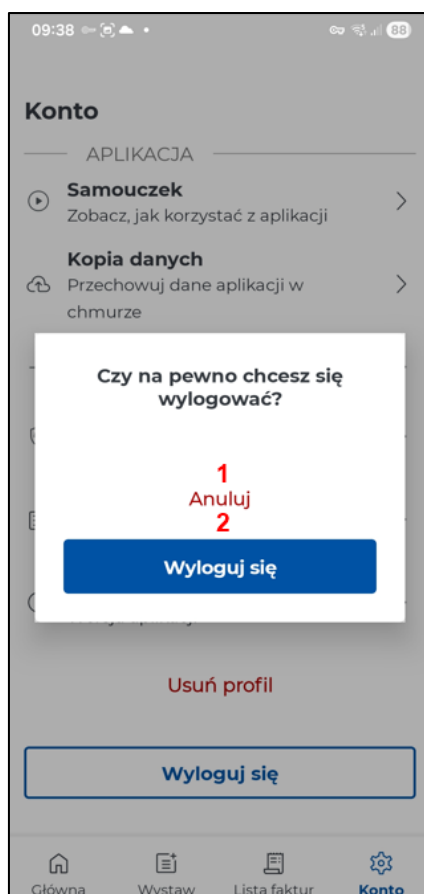 09:38
88
Konto
APLIKACJA
Samouczek
Zobacz, jak korzystać z aplikacji
Kopia danych
Przechowuj dane aplikacji w
chmurze
Czy na pewno chcesz się
wylogować?
1
Anuluj
2
Wyloguj się
Usuń profil
Wyloguj się
Główna Wystaw Lista faktur Konto